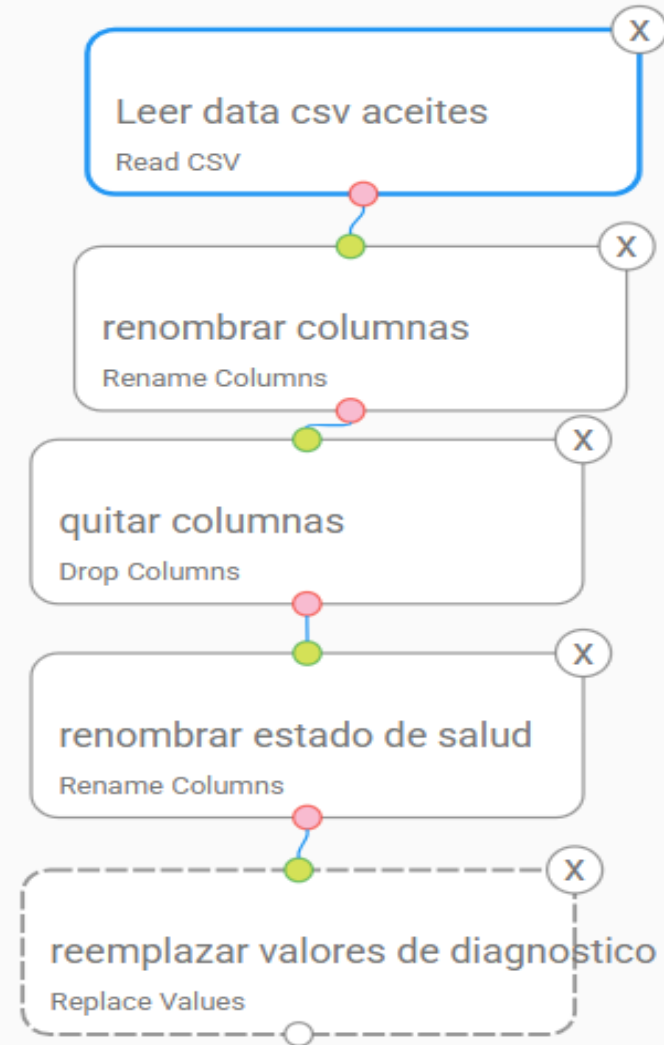 X
Leer data csv aceites
Read CSV
X
renombrar columnas
Rename Columns
X
quitar columnas
Drop Columns
X
renombrar estado de salud
Rename Columns
X
reemplazar valores de diagnostico
Replace Values